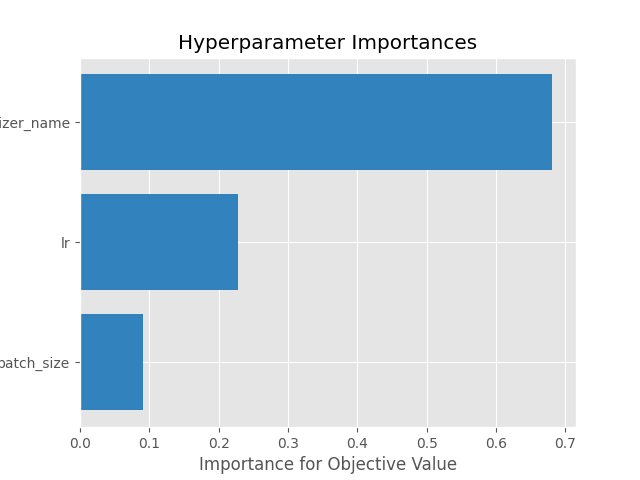 Hyperparameter Importances
izer_name
lr
batch_size
0.0 0.1 0.2 0.3 0.4 0.5 0.6 0.7
Importance for Objective Value